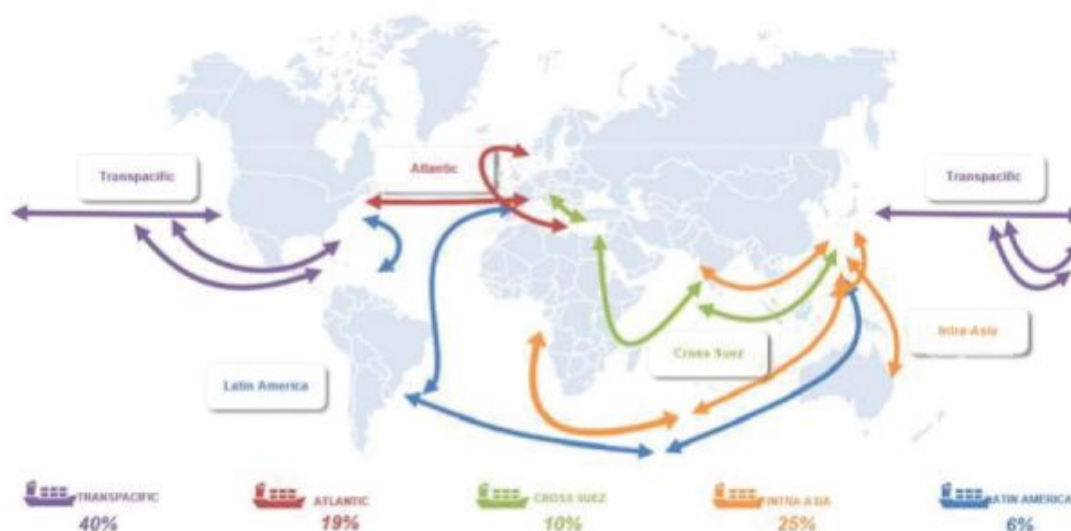 Transpacific
Atlantic
Transpacific
Intra-Asia
Cross Suez
Latin America
TRANSPACIFIC
40%
ATLANTIC
19%
CROSS SUEZ
10%
INTRA-ASIA
25%
LATIN AMERICA
6%